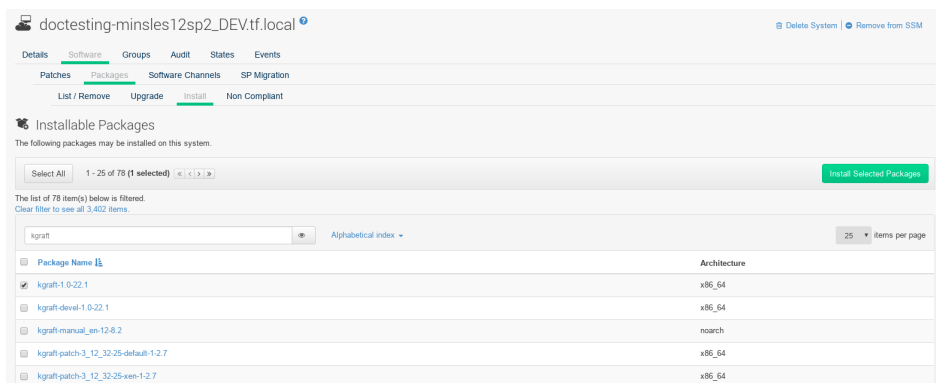 doctesting-minsles12sp2_DEV.tf.local ?
Delete System | Remove from SSM
Details Software Groups Audit States Events
Patches Packages Software Channels SP Migration
List / Remove Upgrade Install Non Compliant
Installable Packages
The following packages may be installed on this system.
Select All 1 - 25 of 78 (1 selected) « ‹ › » Install Selected Packages
The list of 78 item(s) below is filtered.
Clear filter to see all 3,402 items.
kgraft Alphabetical index 25 items per page
Package Name Architecture
kgraft-1.0-22.1 x86_64
kgraft-devel-1.0-22.1 x86_64
kgraft-manual_en-12-8.2 noarch
kgraft-patch-3_12_32-25-default-1-2.7 x86_64
kgraft-patch-3_12_32-25-xen-1-2.7 x86_64